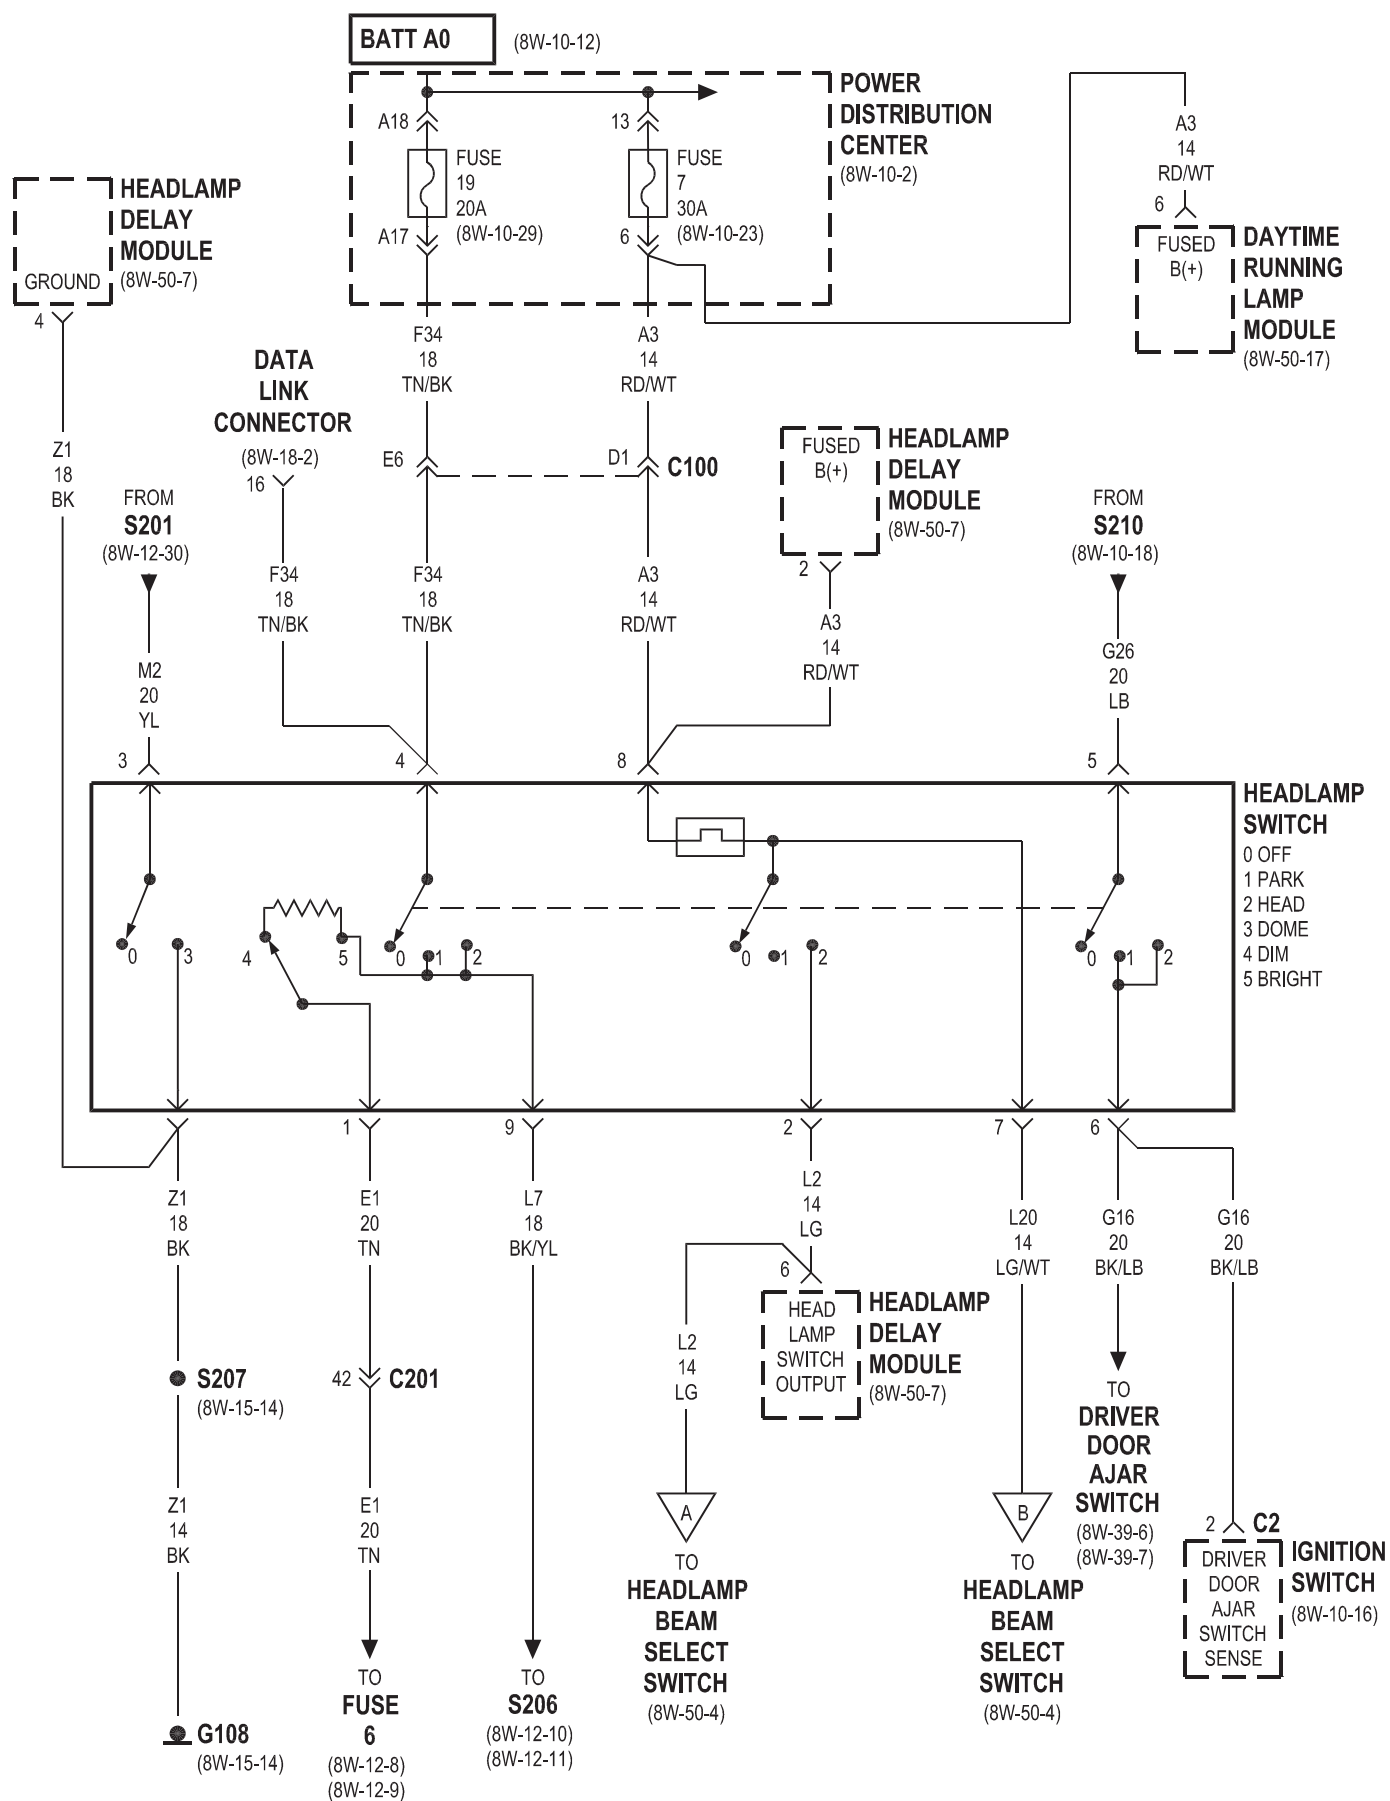 BATT A0
(8W-10-12)
POWER
DISTRIBUTION
CENTER
(8W-10-2)
A18
13
FUSE
19
20A
(8W-10-29)
FUSE
7
30A
(8W-10-23)
A17
6
A3
14
RD/WT
6
FUSED
B(+)
DAYTIME
RUNNING
LAMP
MODULE
(8W-50-17)
HEADLAMP
DELAY
MODULE
(8W-50-7)
GROUND
4
F34
18
TN/BK
A3
14
RD/WT
DATA
LINK
CONNECTOR
(8W-18-2)
16
E6
D1
C100
FUSED
B(+)
HEADLAMP
DELAY
MODULE
(8W-50-7)
2
Z1
18
BK
FROM
S201
(8W-12-30)
FROM
S210
(8W-10-18)
F34
18
TN/BK
F34
18
TN/BK
A3
14
RD/WT
A3
14
RD/WT
M2
20
YL
G26
20
LB
3
4
8
5
HEADLAMP
SWITCH
0 OFF
1 PARK
2 HEAD
3 DOME
4 DIM
5 BRIGHT
0
3
4
5
0
1
2
0
1
2
0
1
2
1
9
2
7
6
Z1
18
BK
E1
20
TN
L7
18
BK/YL
L2
14
LG
L20
14
LG/WT
G16
20
BK/LB
G16
20
BK/LB
6
HEAD
LAMP
SWITCH
OUTPUT
HEADLAMP
DELAY
MODULE
(8W-50-7)
L2
14
LG
S207
(8W-15-14)
42
C201
Z1
14
BK
E1
20
TN
A
TO
HEADLAMP
BEAM
SELECT
SWITCH
(8W-50-4)
B
TO
HEADLAMP
BEAM
SELECT
SWITCH
(8W-50-4)
TO
DRIVER
DOOR
AJAR
SWITCH
(8W-39-6)
(8W-39-7)
2
C2
DRIVER
DOOR
AJAR
SWITCH
SENSE
IGNITION
SWITCH
(8W-10-16)
G108
(8W-15-14)
TO
FUSE
6
(8W-12-8)
(8W-12-9)
TO
S206
(8W-12-10)
(8W-12-11)